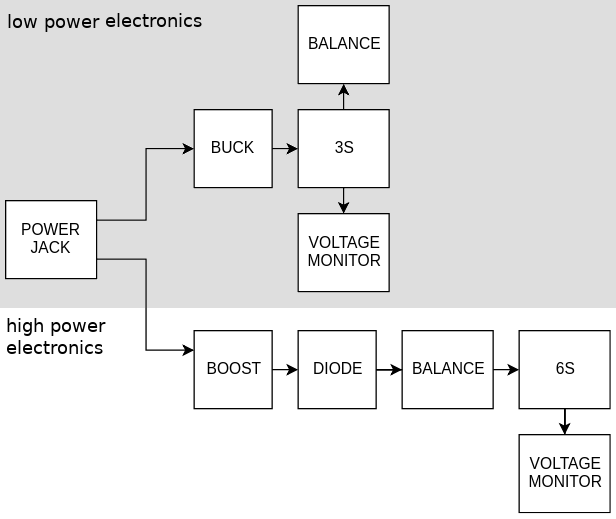 low power electronics
BALANCE
BUCK
3S
POWER
JACK
VOLTAGE
MONITOR
high power
electronics
BOOST
DIODE
BALANCE
6S
VOLTAGE
MONITOR